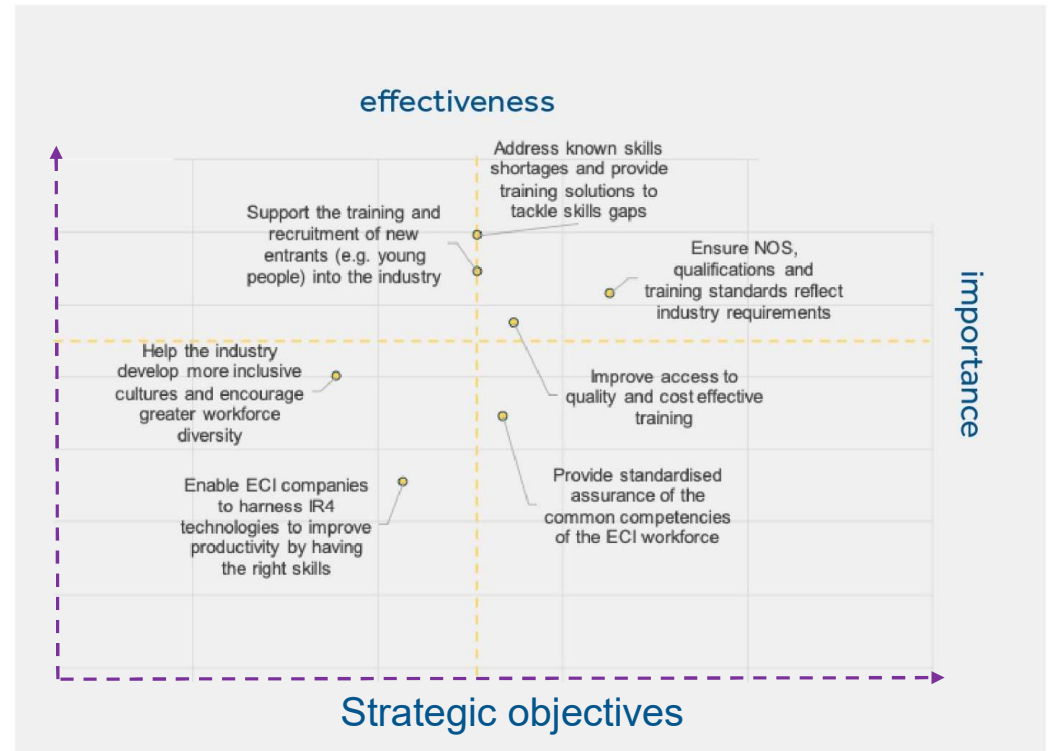 effectiveness
Address known skills
shortages and provide
training solutions to
tackle skills gaps
Support the training and
recruitment of new
entrants (e.g. young
people) into the industry
Ensure NOS,
qualifications and
training standards reflect
industry requirements
importance
Help the industry
develop more inclusive
cultures and encourage
greater workforce
diversity
Improve access to
quality and cost effective
training
Enable ECI companies
to harness IR4
technologies to improve
productivity by having
the right skills
Provide standardised
assurance of the
common competencies
of the ECI workforce
Strategic objectives